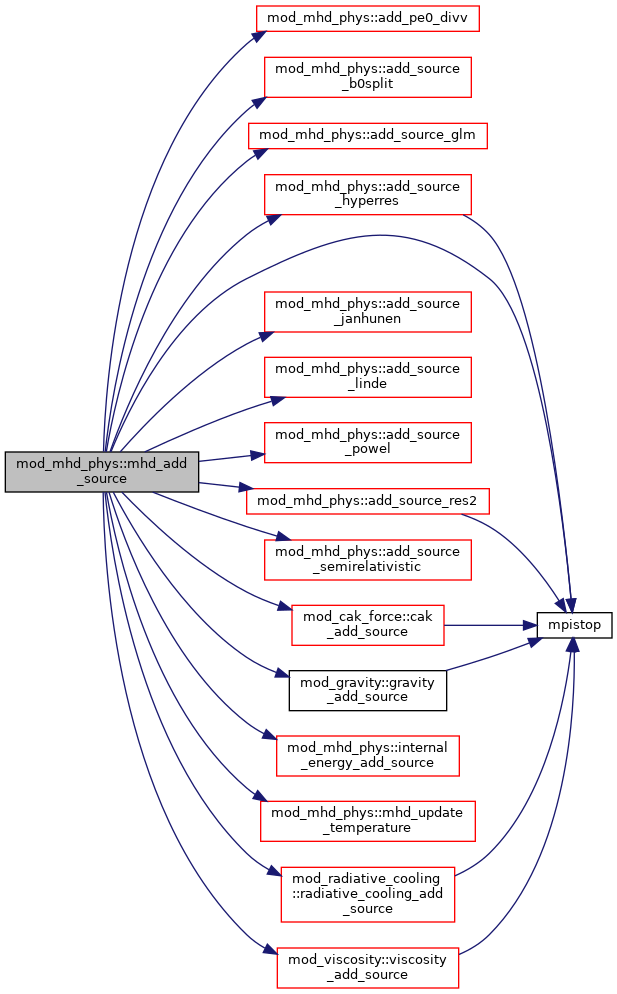 mod_mhd_phys::add_pe0_divv
mod_mhd_phys::add_source
_b0split
mod_mhd_phys::add_source_glm
mod_mhd_phys::add_source
_hyperres
mod_mhd_phys::add_source
_janhunen
mod_mhd_phys::add_source
_linde
mod_mhd_phys::add_source
_powel
mod_mhd_phys::mhd_add
_source
mod_mhd_phys::add_source_res2
mod_mhd_phys::add_source
_semirelativistic
mod_cak_force::cak
_add_source
mpistop
mod_gravity::gravity
_add_source
mod_mhd_phys::internal
_energy_add_source
mod_mhd_phys::mhd_update
_temperature
mod_radiative_cooling
::radiative_cooling_add
_source
mod_viscosity::viscosity
_add_source